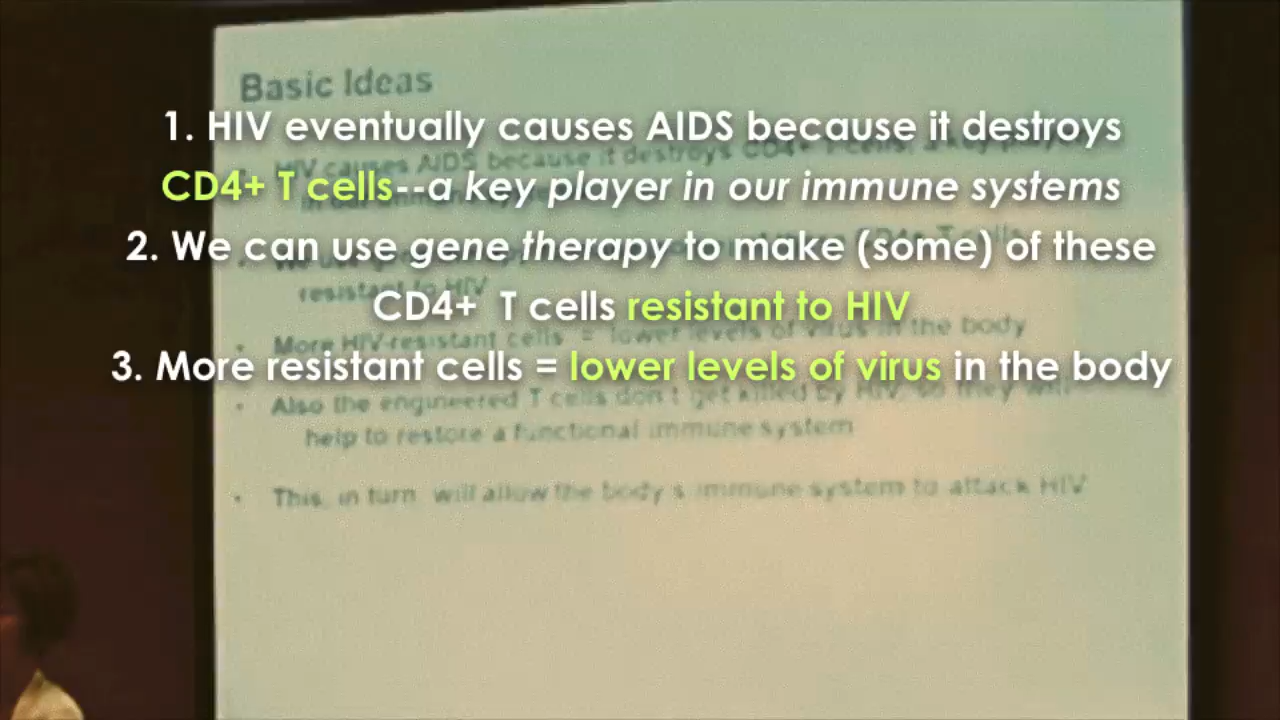 Basic Ideas
1. HIV eventually causes AIDS because it destroys
HIV causes AIDS because it destroys CD4+ T cells, a key player
CD4+ T cells--a key player in our immune systems
in our immune
2. We can use gene therapy to make (some) of these
CD4+ T cells resistant to HIV
resistant to HIV
More HIV-resistant cells = lower levels of virus in the body
3. More resistant cells = lower levels of virus in the body
Also the engineered T cells don't get killed by HIV, so they will
help to restore a functional immune system
This, in turn, will allow the body's immune system to attack HIV